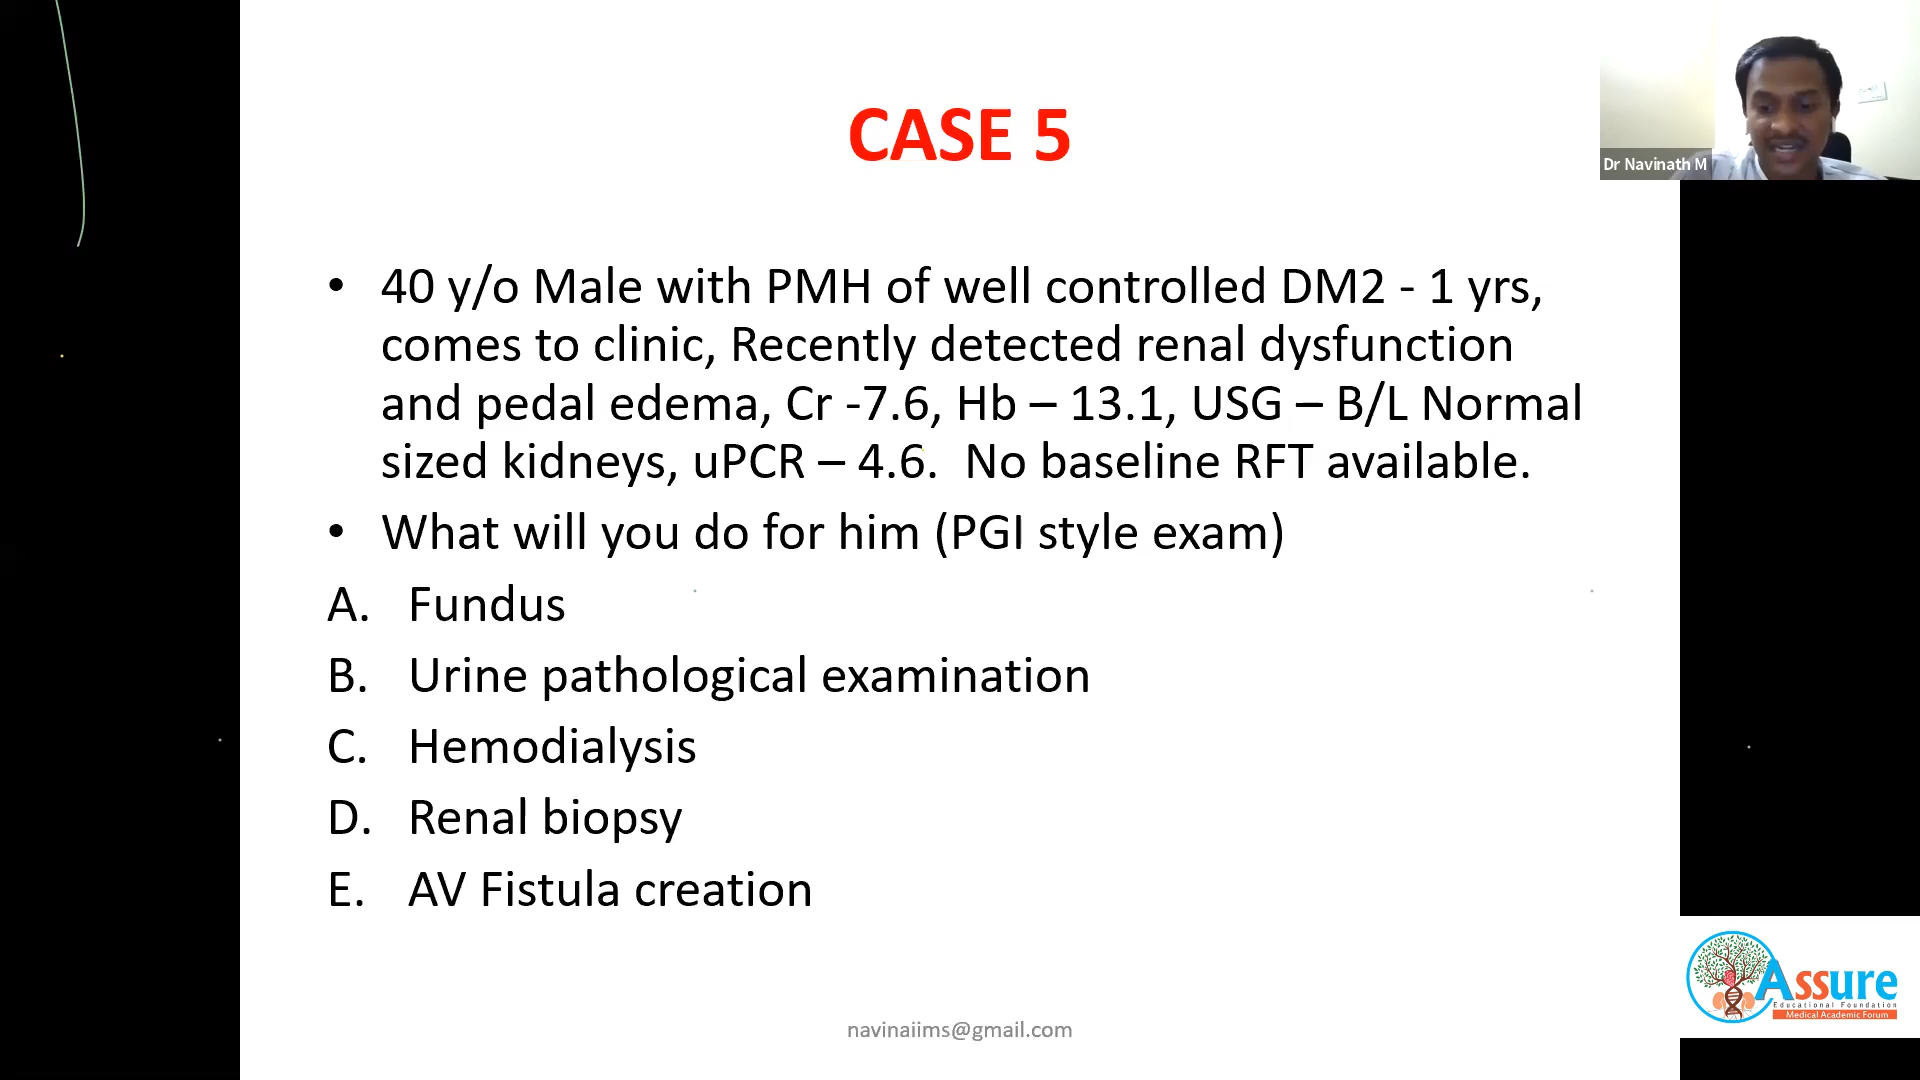 CASE 5
Dr Navinath M
• 40 y/o Male with PMH of well controlled DM2 - 1 yrs,
comes to clinic, Recently detected renal dysfunction
and pedal edema, Cr -7.6, Hb – 13.1, USG – B/L Normal
sized kidneys, uPCR – 4.6.  No baseline RFT available.
• What will you do for him (PGI style exam)
A. Fundus
B. Urine pathological examination
C. Hemodialysis
D. Renal biopsy
E. AV Fistula creation
Assure
Educational Foundation
Medical Academic Forum
navinaiims@gmail.com